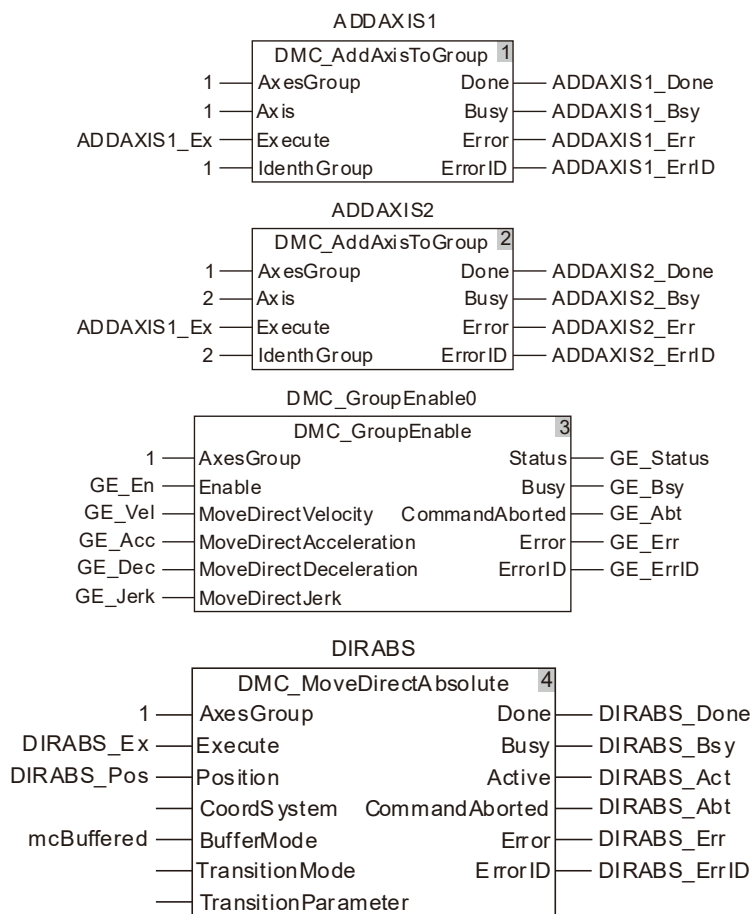 ADDAXIS1
DMC_AddAxisToGroup 1
1 AxesGroup Done ADDAXIS1_Done
1 Axis Busy ADDAXIS1_Bsy
ADDAXIS1_Ex Execute Error ADDAXIS1_Err
1 IdenthGroup ErrorID ADDAXIS1_ErrID
ADDAXIS2
DMC_AddAxisToGroup 2
1 AxesGroup Done ADDAXIS2_Done
2 Axis Busy ADDAXIS2_Bsy
ADDAXIS1_Ex Execute Error ADDAXIS2_Err
2 IdenthGroup ErrorID ADDAXIS2_ErrID
DMC_GroupEnable0
DMC_GroupEnable 3
1 AxesGroup Status GE_Status
GE_En Enable Busy GE_Bsy
GE_Vel MoveDirectVelocity CommandAborted GE_Abt
GE_Acc MoveDirectAcceleration Error GE_Err
GE_Dec MoveDirectDeceleration ErrorID GE_ErrID
GE_Jerk MoveDirectJerk
DIRABS
DMC_MoveDirectAbsolute 4
1 AxesGroup Done DIRABS_Done
DIRABS_Ex Execute Busy DIRABS_Bsy
DIRABS_Pos Position Active DIRABS_Act
CoordSystem CommandAborted DIRABS_Abt
mcBuffered BufferMode Error DIRABS_Err
TransitionMode ErrorID DIRABS_ErrID
TransitionParameter